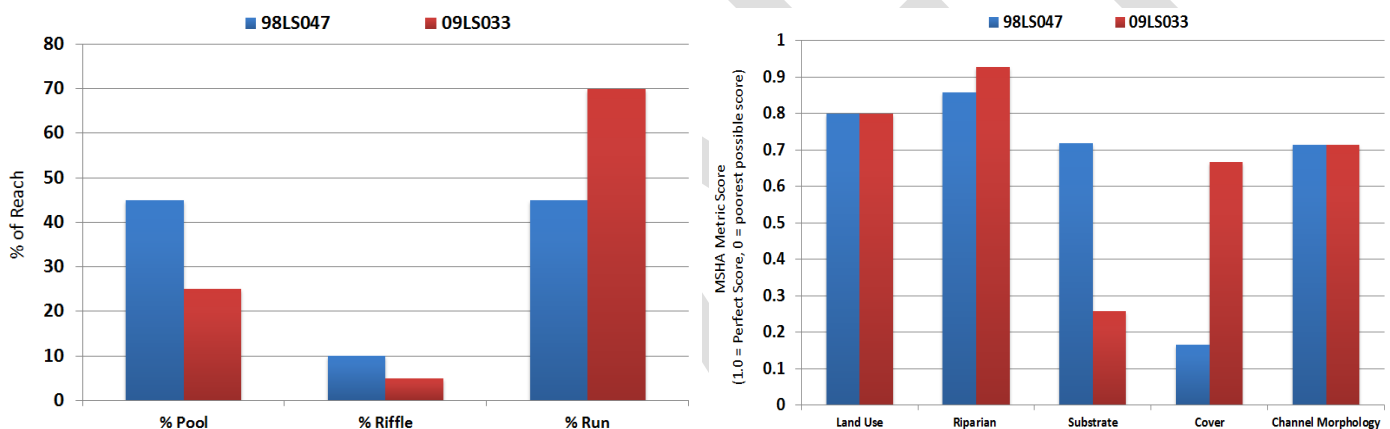 98LS047 09LS033
80
70
60
50
40
30
20
10
0
% of Reach
% Pool % Riffle % Run
98LS047 09LS033
1
0.9
0.8
0.7
0.6
0.5
0.4
0.3
0.2
0.1
0
MSHA Metric Score
(1.0 = Perfect Score, 0 = poorest possible score)
Land Use Riparian Substrate Cover Channel Morphology